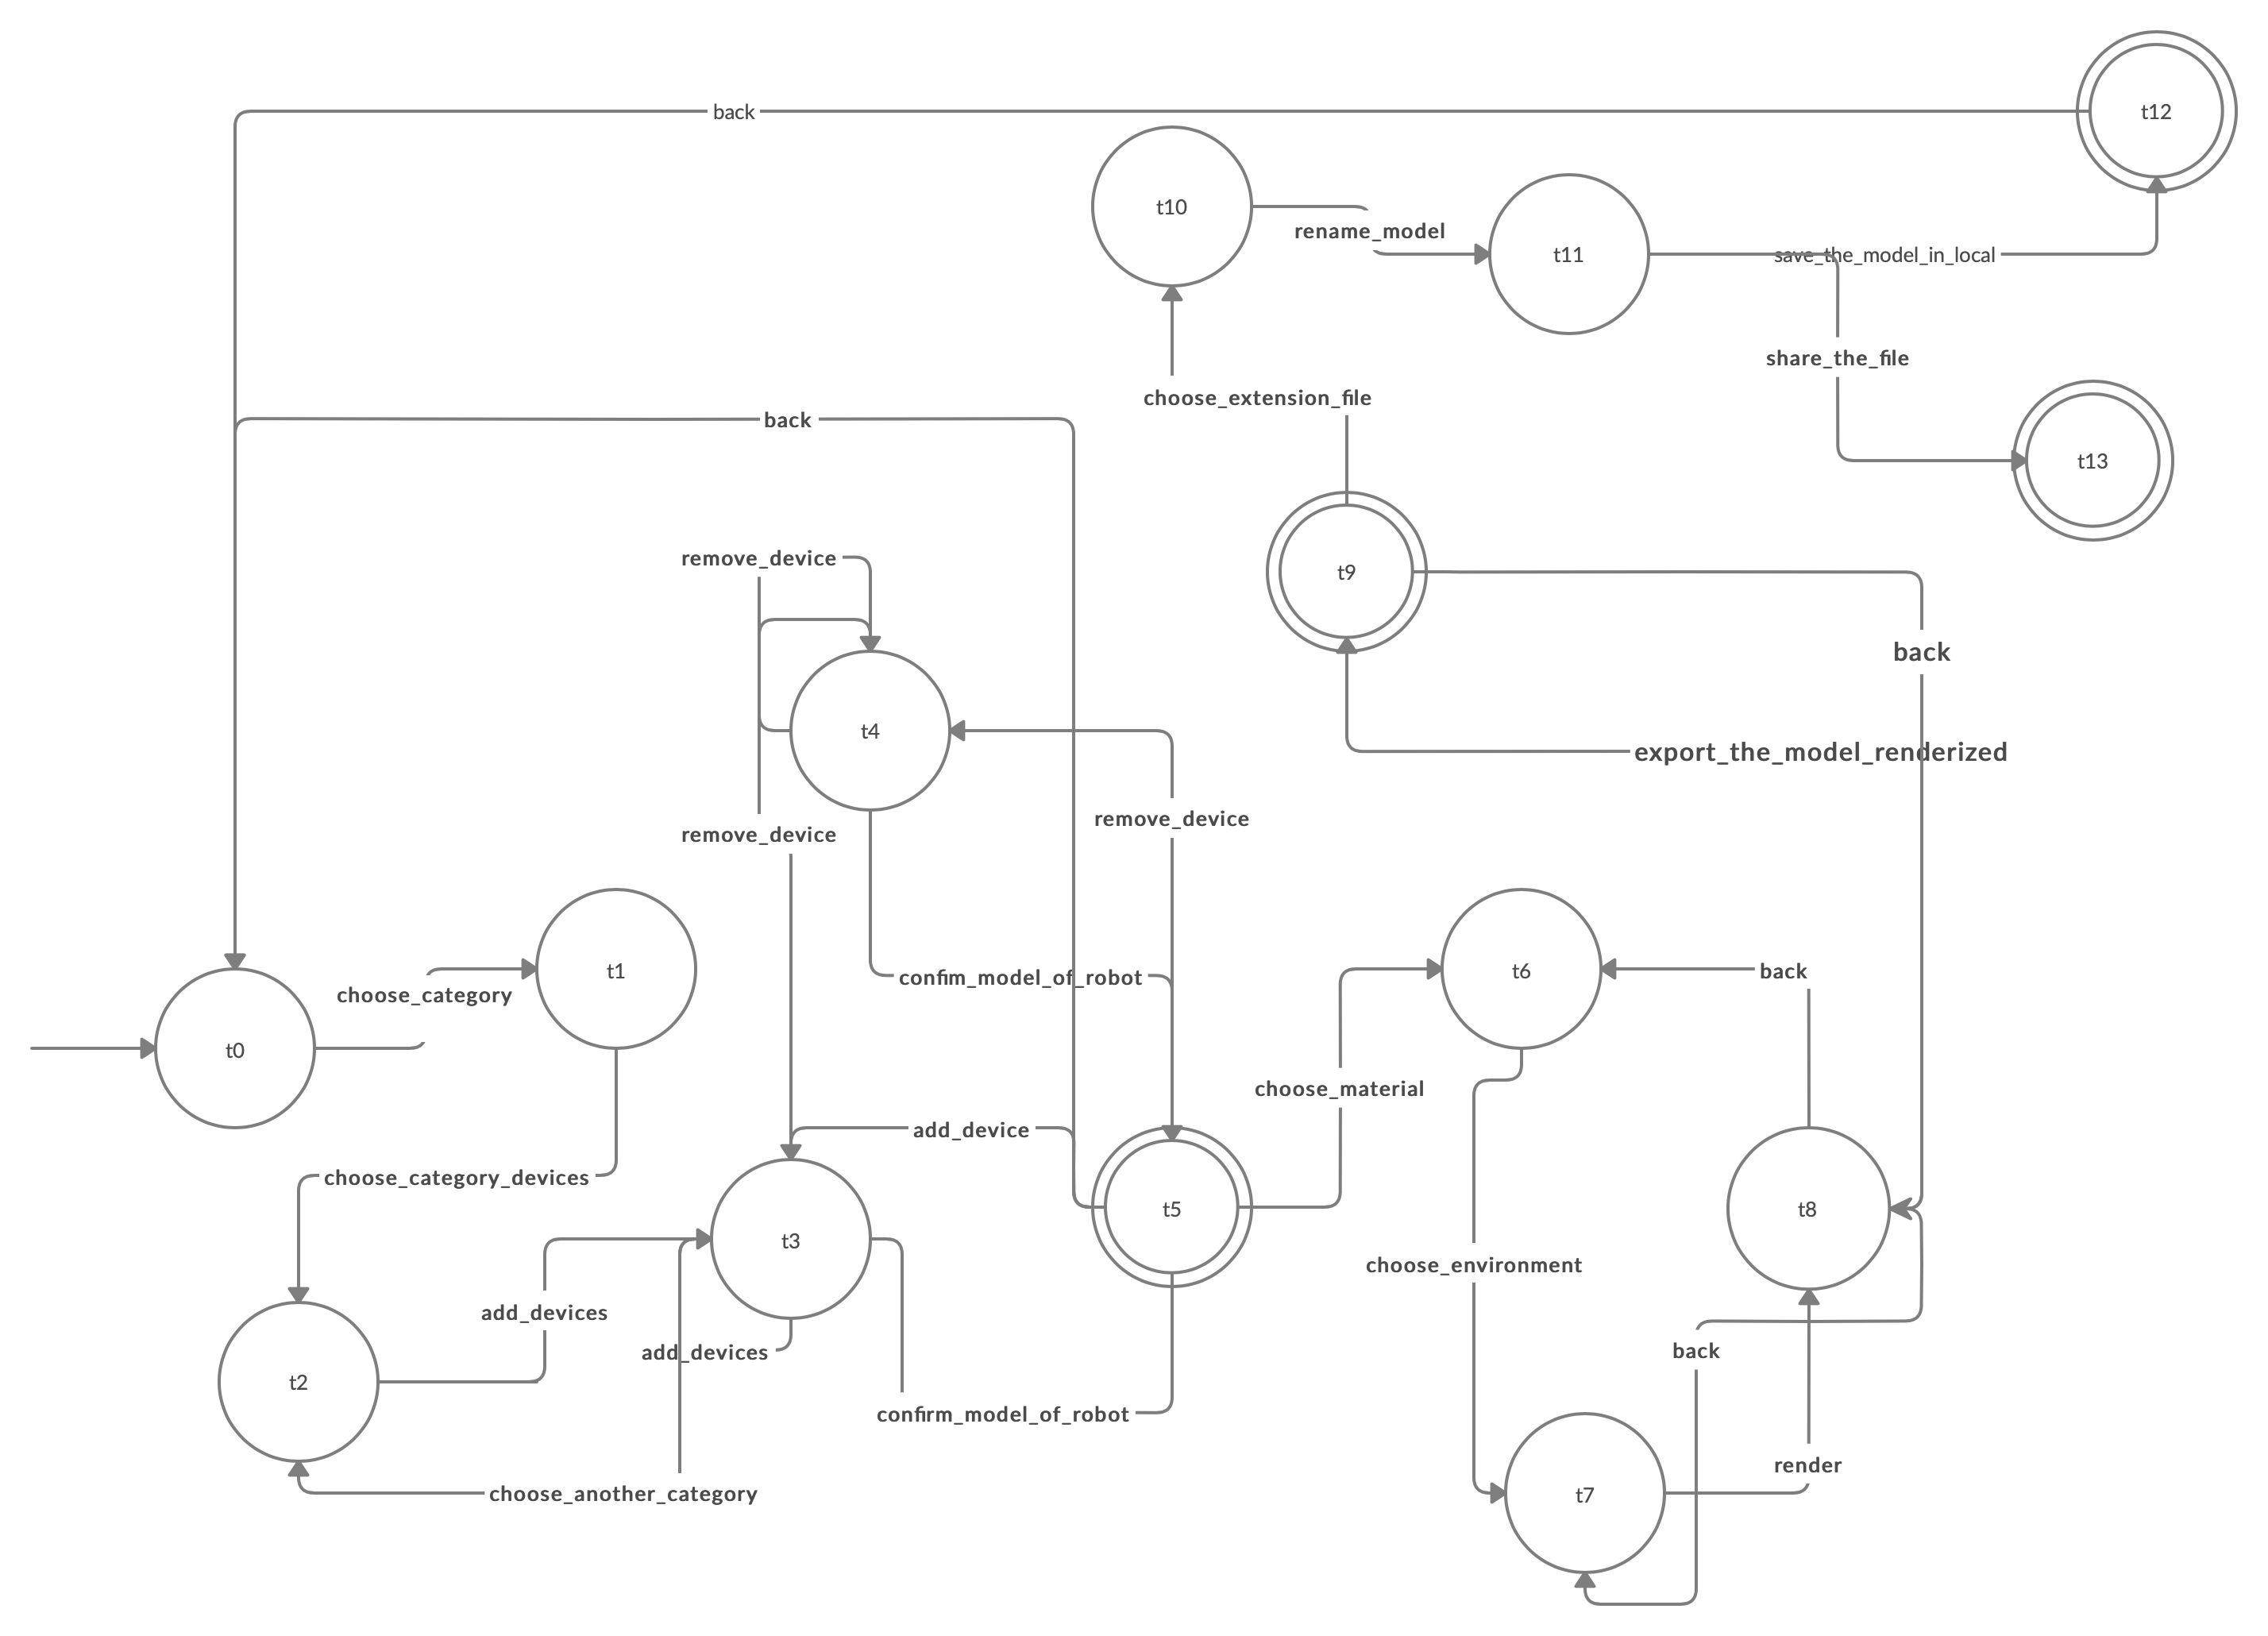 t12
back
t10
rename_model
t11
save_the_model_in_local
share_the_file
choose_extension_file
back
t13
remove_device
t9
back
t4
export_the_model_renderized
remove_device
remove_device
t1
confim_model_of_robot
t6
back
choose_category
t0
choose_material
add_device
choose_category_devices
t5
t8
t3
choose_environment
add_devices
add_devices
back
t2
confirm_model_of_robot
render
choose_another_category
t7